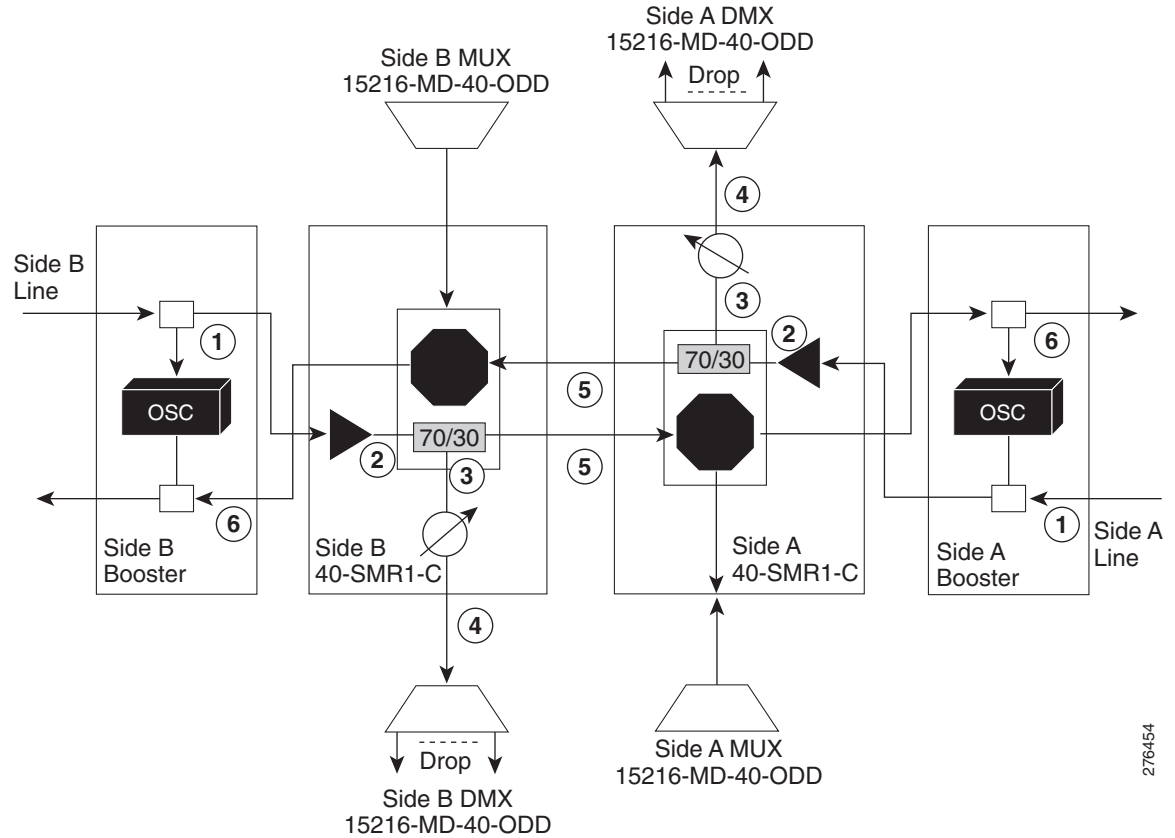 Side A DMX
15216-MD-40-ODD
Drop
Side B MUX
15216-MD-40-ODD
4
Side B
Line
1
OSC
6
Side B
Booster
2
70/30
3
Side B
40-SMR1-C
4
5
5
3
2
70/30
Side A
40-SMR1-C
6
OSC
1
Side A
Booster
Side A
Line
Drop
Side B DMX
15216-MD-40-ODD
Side A MUX
15216-MD-40-ODD
276454